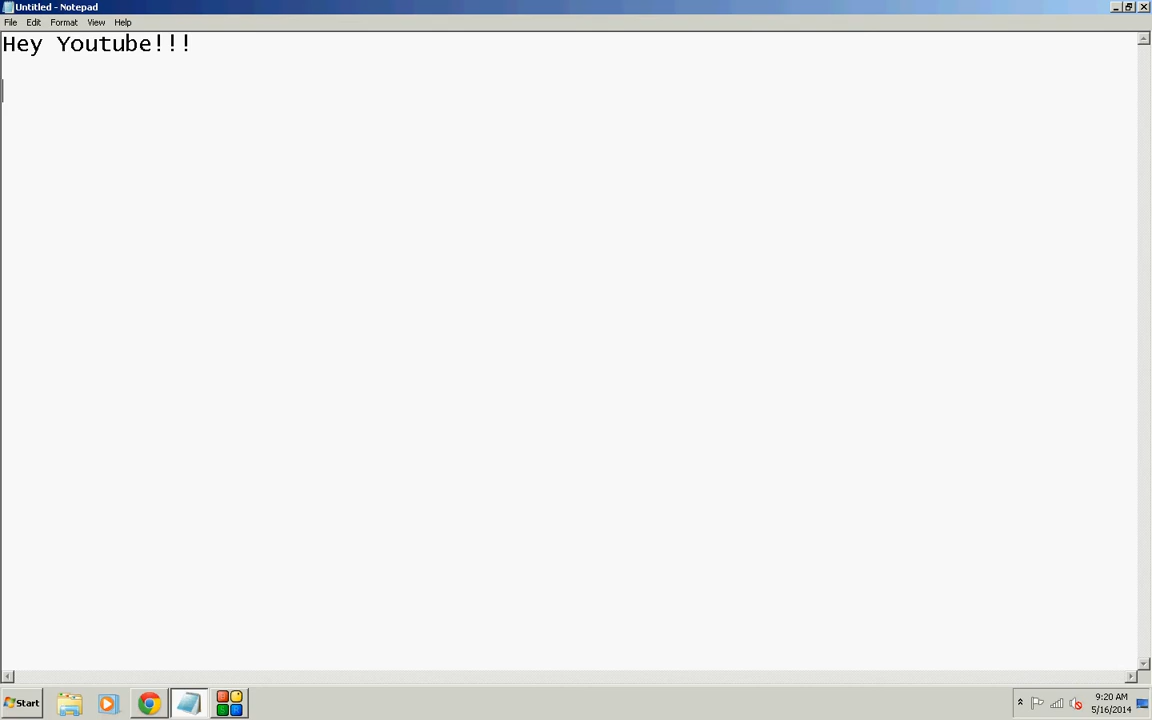 Untitled - Notepad
File Edit Format View Help
Hey Youtube!!!
Start
9:20 AM
5/16/2014